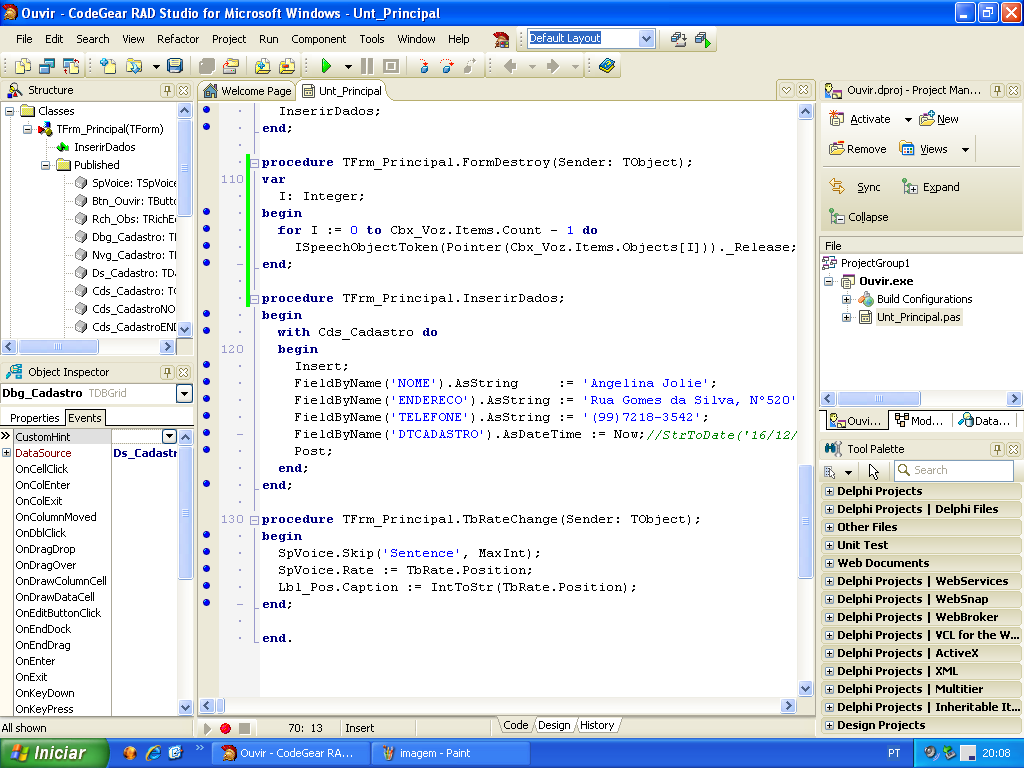 Ouvir - CodeGear RAD Studio for Microsoft Windows - Unt_Principal
File Edit Search View Refactor Project Run Component Tools Window Help
Default Layout
Structure
Classes
TFrm_Principal(TForm)
InserirDados
Published
SpVoice: TSpVoice
Btn_Ouvir: TButt
Rch_Obs: TRichE
Dbg_Cadastro: T
Nvg_Cadastro: T
Ds_Cadastro: TD
Cds_Cadastro: T
Cds_CadastroNO
Cds_CadastroEND
Object Inspector
Dbg_Cadastro TDBGrid
Properties Events
CustomHint
DataSource Ds_Cadastr
OnCellClick
OnColEnter
OnColExit
OnColumnMoved
OnDblClick
OnDragDrop
OnDragOver
OnDrawColumnCell
OnDrawDataCell
OnEditButtonClick
OnEndDock
OnEndDrag
OnEnter
OnExit
OnKeyDown
OnKeyPress
All shown
Welcome Page Unt_Principal
InserirDados;
end;
procedure TFrm_Principal.FormDestroy(Sender: TObject);
110 var
I: Integer;
begin
for I := 0 to Cbx_Voz.Items.Count - 1 do
ISpeechObjectToken(Pointer(Cbx_Voz.Items.Objects[I]))._Release;
end;
procedure TFrm_Principal.InserirDados;
begin
with Cds_Cadastro do
120 begin
Insert;
FieldByName('NOME').AsString := 'Angelina Jolie';
FieldByName('ENDERECO').AsString := 'Rua Gomes da Silva, N°520'
FieldByName('TELEFONE').AsString := '(99)7218-3542';
FieldByName('DTCADASTRO').AsDateTime := Now;//StrToDate('16/12/
Post;
end;
end;
130 procedure TFrm_Principal.TbRateChange(Sender: TObject);
begin
SpVoice.Skip('Sentence', MaxInt);
SpVoice.Rate := TbRate.Position;
Lbl_Pos.Caption := IntToStr(TbRate.Position);
end;
end.
70: 13 Insert
Code Design History
Ouvir.dproj - Project Man...
Activate New
Remove Views
Sync Expand
Collapse
File
ProjectGroup1
Ouvir.exe
Build Configurations
Unt_Principal.pas
Ouvi... Mod... Data...
Tool Palette
Search
Delphi Projects
Delphi Projects | Delphi Files
Other Files
Unit Test
Web Documents
Delphi Projects | WebServices
Delphi Projects | WebSnap
Delphi Projects | WebBroker
Delphi Projects | VCL for the W...
Delphi Projects | ActiveX
Delphi Projects | XML
Delphi Projects | Multitier
Delphi Projects | Inheritable It...
Design Projects
Iniciar
Ouvir - CodeGear RA...
imagem - Paint
PT
20:08